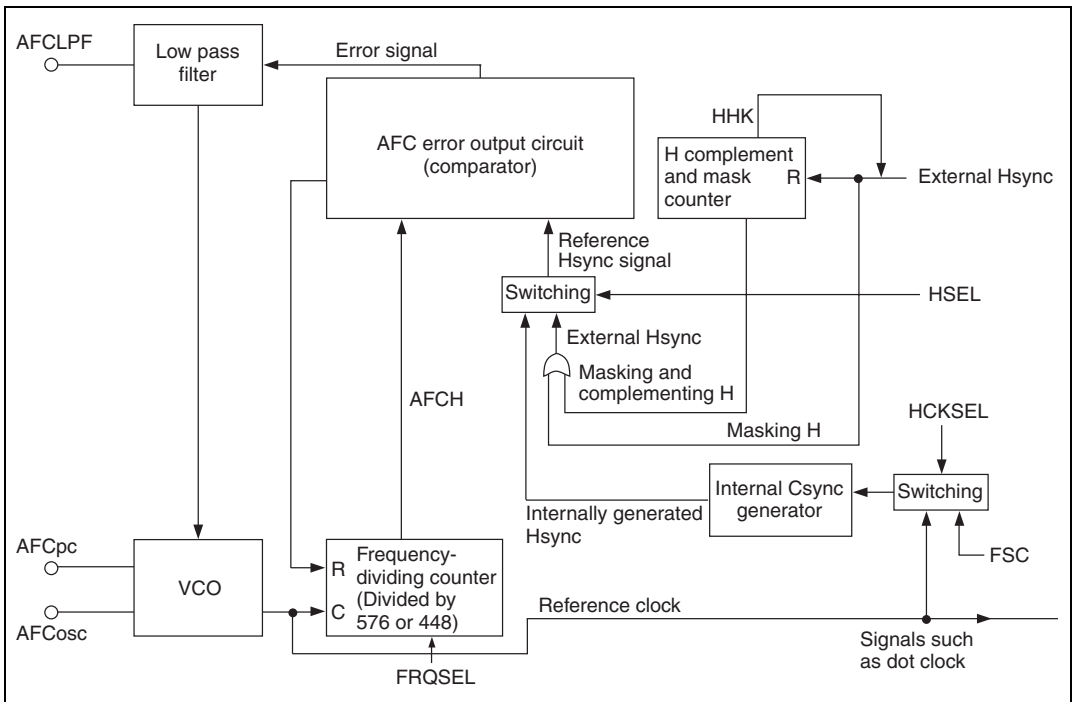 AFCLPF
Low pass
filter
Error signal
AFC error output circuit
(comparator)
HHK
H complement
and mask
counter
R
External Hsync
Reference
Hsync signal
Switching
HSEL
External Hsync
Masking and
complementing H
AFCH
Masking H
HCKSEL
Internal Csync
generator
Switching
Internally generated
Hsync
FSC
AFCpc
AFCosc
VCO
R
C
Frequency-
dividing counter
(Divided by
576 or 448)
Reference clock
Signals such
as dot clock
FRQSEL